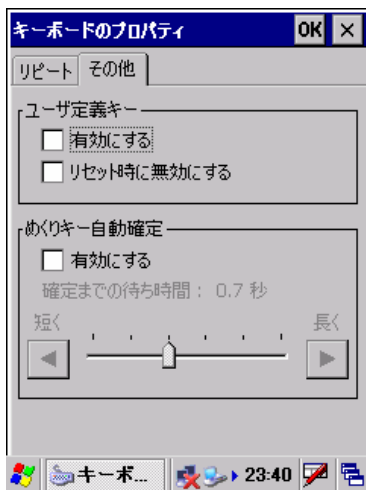 キーボードのプロパティ OK ×
リピート その他
ユーザ定義キー
有効にする
リセット時に無効にする
めくりキー自動確定
有効にする
確定までの待ち時間： 0.7 秒
短く 長く
キーボ... 23:40